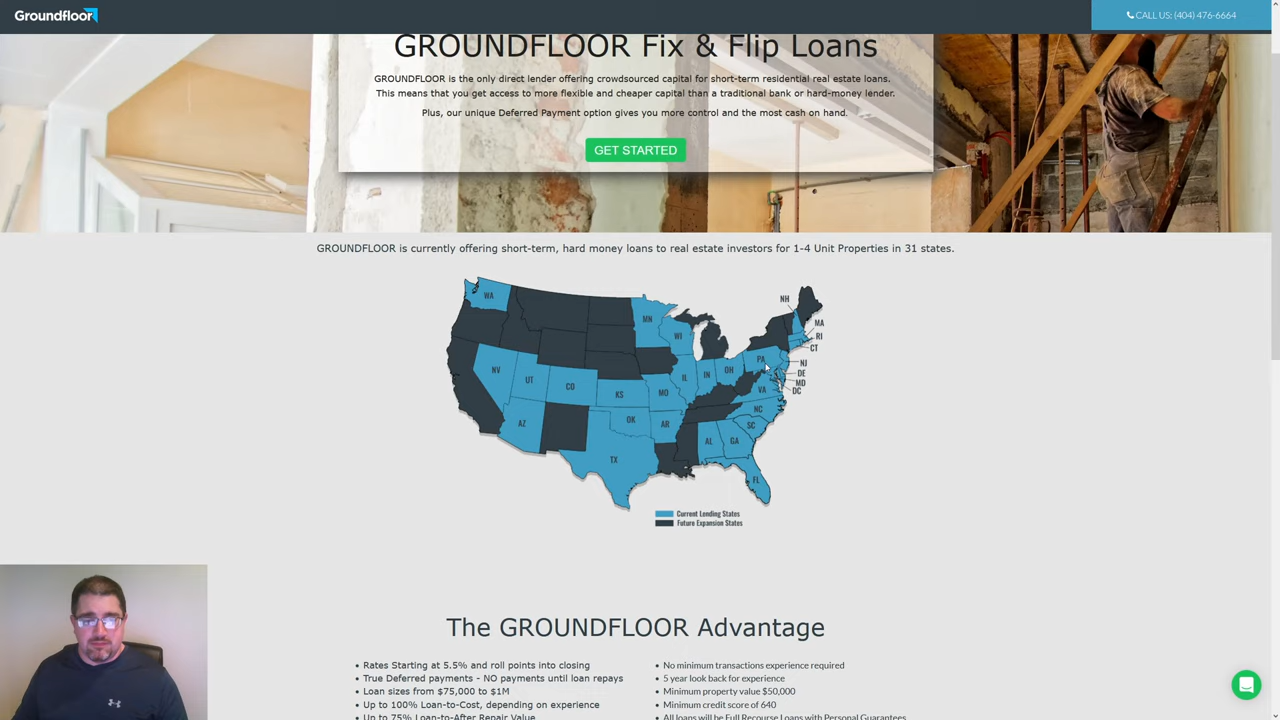 Groundfloor
CALL US: (404) 476-6664
GROUNDFLOOR Fix & Flip Loans
GROUNDFLOOR is the only direct lender offering crowdsourced capital for short-term residential real estate loans.
This means that you get access to more flexible and cheaper capital than a traditional bank or hard-money lender.
Plus, our unique Deferred Payment option gives you more control and the most cash on hand.
GET STARTED
GROUNDFLOOR is currently offering short-term, hard money loans to real estate investors for 1-4 Unit Properties in 31 states.
WA
NH
MN
MA
WI
RI
CT
PA
NJ
NV
OH
DE
UT
IL
IN
MD
CO
VA
DC
KS
MO
NC
OK
AR
SC
AZ
AL
GA
TX
FL
Current Lending States
Future Expansion States
The GROUNDFLOOR Advantage
• Rates Starting at 5.5% and roll points into closing
• True Deferred payments - NO payments until loan repays
• Loan sizes from $75,000 to $1M
• Up to 100% Loan-to-Cost, depending on experience
• Up to 75% Loan-to-After Repair Value
• No minimum transactions experience required
• 5 year look back for experience
• Minimum property value $50,000
• Minimum credit score of 640
• All loans will be Full Recourse Loans with Personal Guarantees